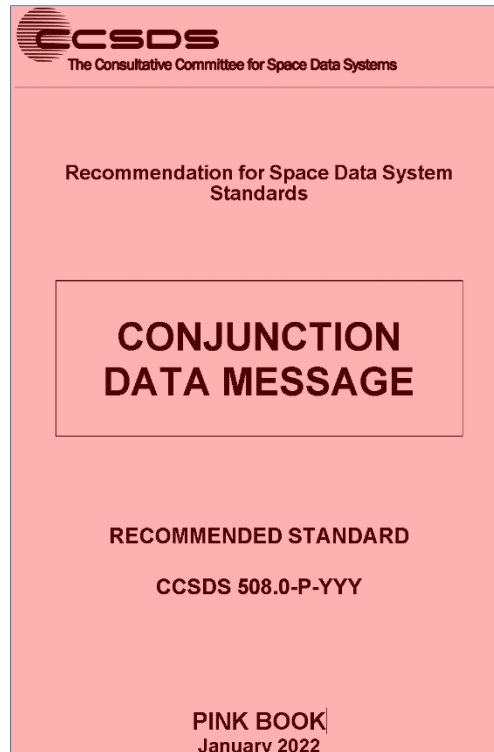 CCSDS
The Consultative Committee for Space Data Systems
Recommendation for Space Data System
Standards
CONJUNCTION
DATA MESSAGE
RECOMMENDED STANDARD
CCSDS 508.0-P-YYY
PINK BOOK
January 2022